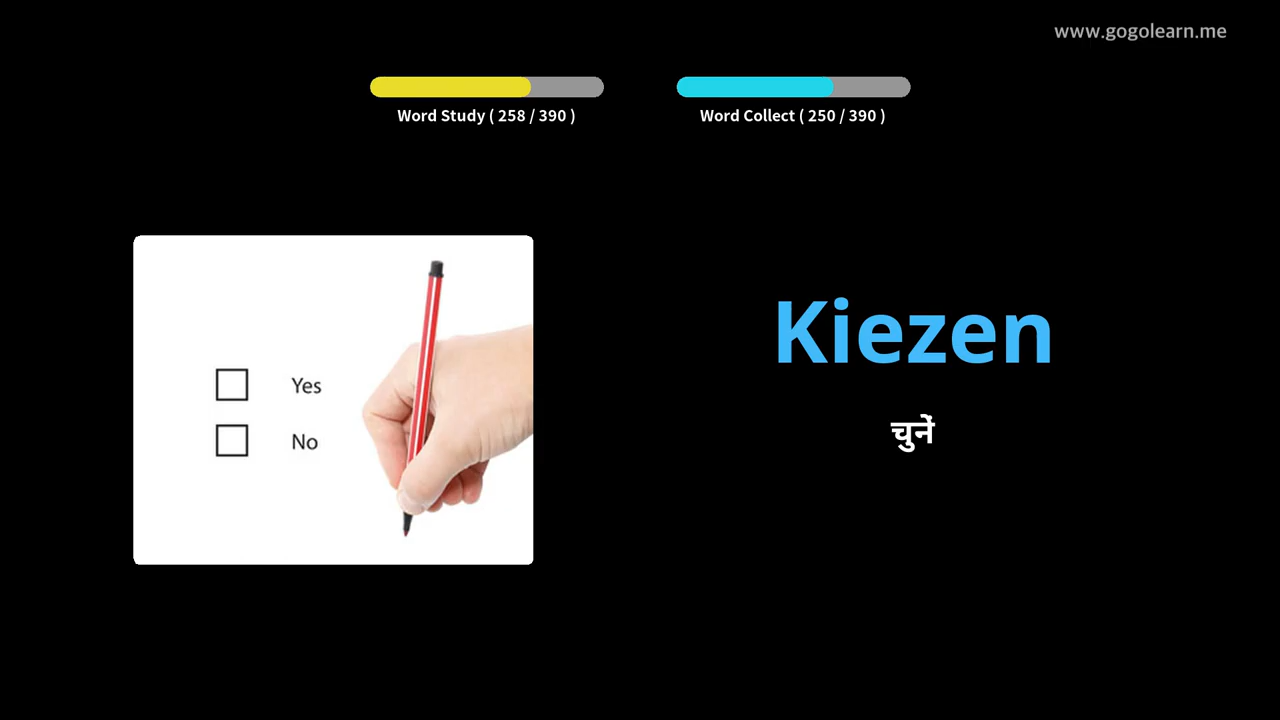 www.gogolearn.me
Word Study ( 258 / 390 )
Word Collect ( 250 / 390 )
Yes
No
Kiezen
चुनें